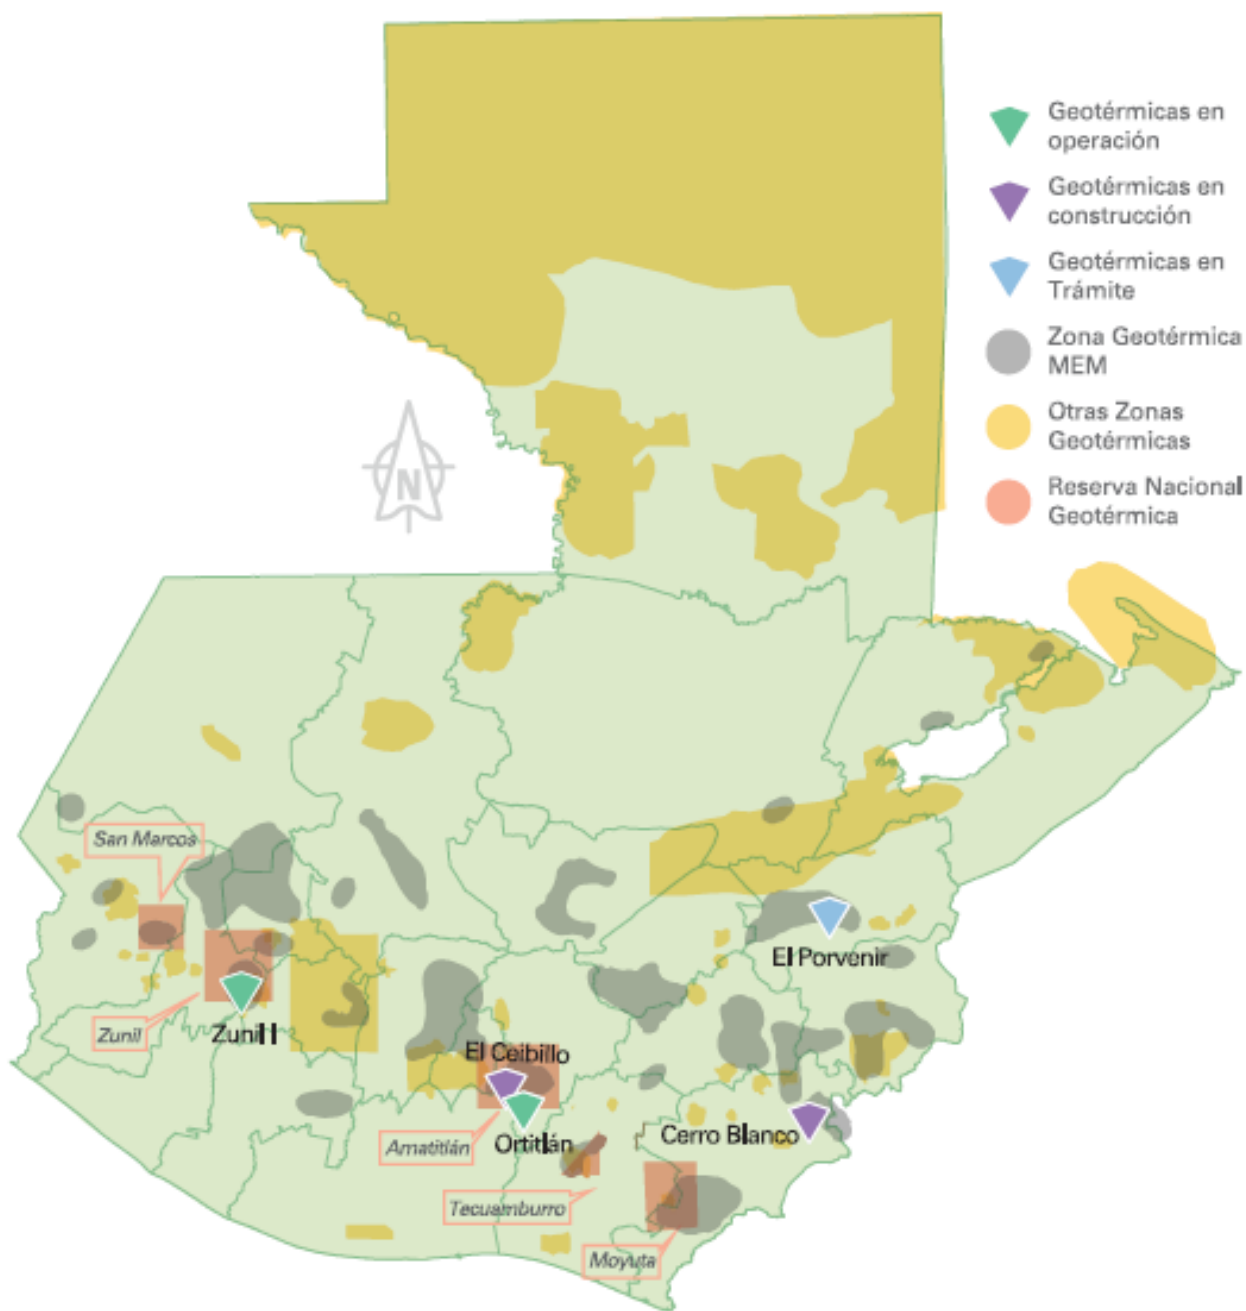 Geotérmicas en
operación
Geotérmicas en
construcción
Geotérmicas en
Trámite
Zona Geotérmica
MEM
Otras Zonas
Geotérmicas
Reserva Nacional
Geotérmica
N
San Marcos
El Porvenir
Zunil
Zunil I
El Ceibillo
Amatitlán
Ortitlán
Cerro Blanco
Tecuamburro
Moyuta